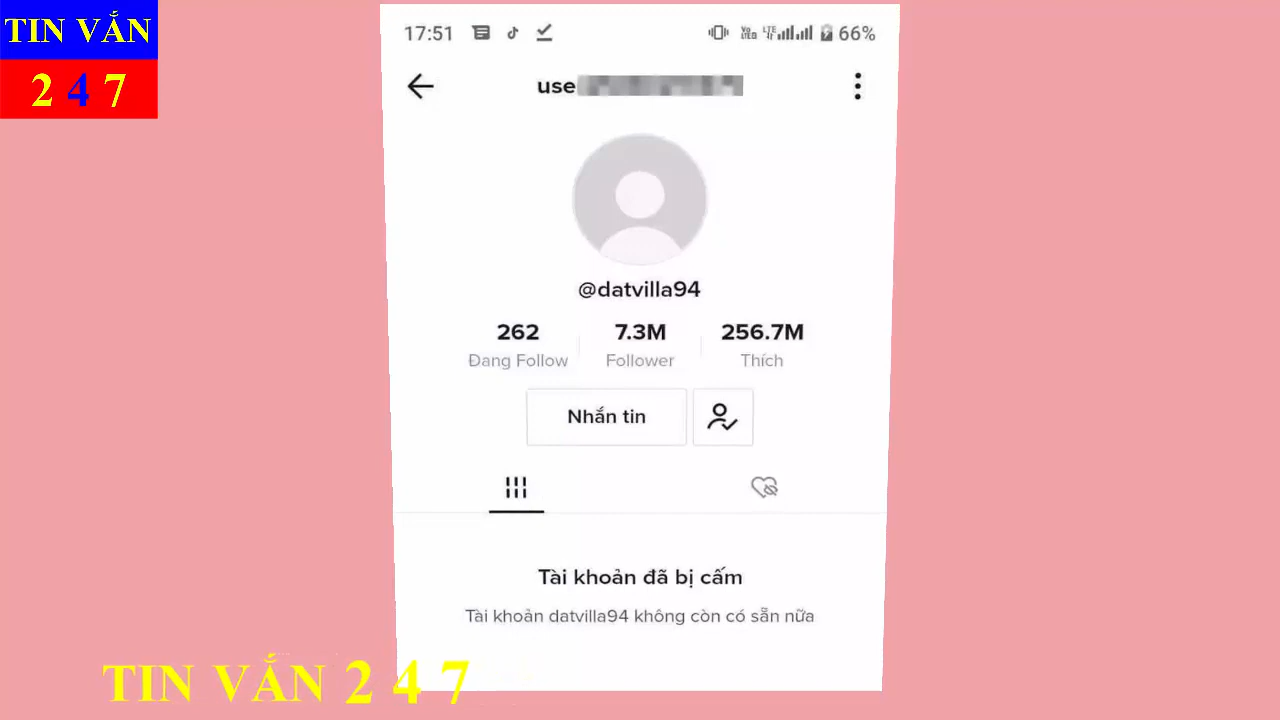 TIN VẮN
2 4 7
17:51
66%
use
@datvilla94
262
7.3M
256.7M
Đang Follow
Follower
Thích
Nhắn tin
Tài khoản đã bị cấm
Tài khoản datvilla94 không còn có sẵn nữa
TIN VẮN 2 4 7